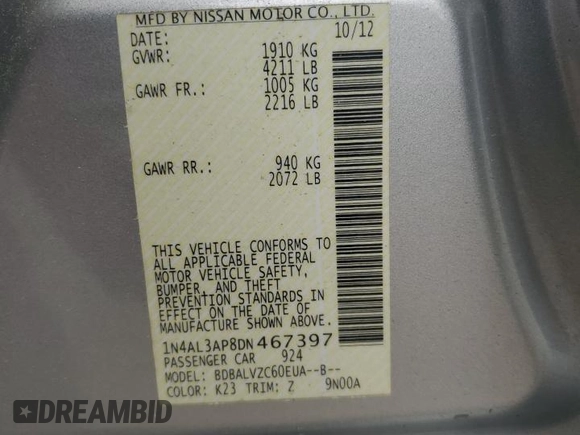 MFD BY NISSAN MOTOR CO., LTD.
DATE: 10/12
GVWR: 1910 KG
4211 LB
GAWR FR.: 1005 KG
2216 LB
GAWR RR.: 940 KG
2072 LB
THIS VEHICLE CONFORMS TO
ALL APPLICABLE FEDERAL
MOTOR VEHICLE SAFETY,
BUMPER, AND THEFT
PREVENTION STANDARDS IN
EFFECT ON THE DATE OF
MANUFACTURE SHOWN ABOVE.
1N4AL3AP8DN467397
PASSENGER CAR 924
MODEL: BDBALVZC60EUA--B--
COLOR: K23 TRIM: Z 9N00A
DREAMBID
.COM